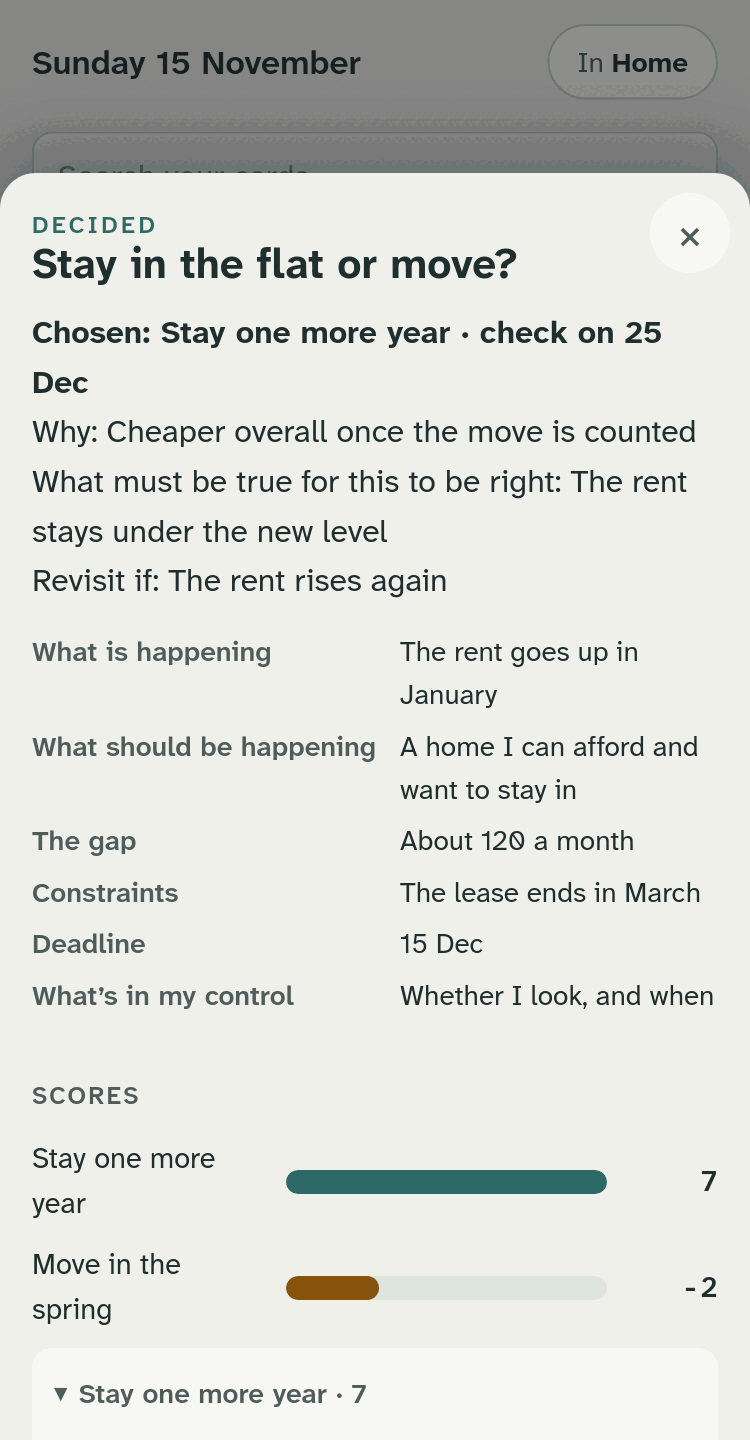 Sunday 15 November
In Home
Search your cards
DECIDED
Stay in the flat or move?
×
Chosen: Stay one more year · check on 25
Dec
Why: Cheaper overall once the move is counted
What must be true for this to be right: The rent
stays under the new level
Revisit if: The rent rises again
What is happening
The rent goes up in
January
What should be happening
A home I can afford and
want to stay in
The gap
About 120 a month
Constraints
The lease ends in March
Deadline
15 Dec
What’s in my control
Whether I look, and when
SCORES
Stay one more
year
7
Move in the
spring
-2
▼ Stay one more year · 7